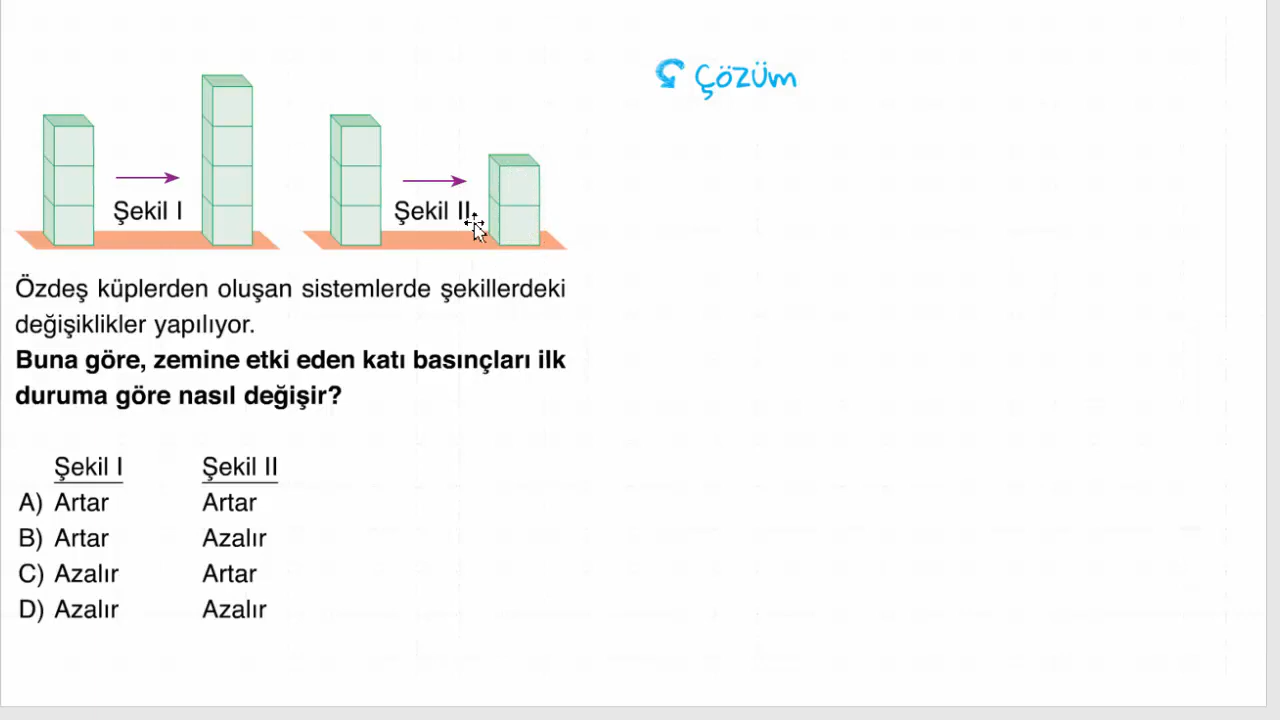 Çözüm
Şekil I
Şekil II
Özdeş küplerden oluşan sistemlerde şekillerdeki
değişiklikler yapılıyor.
Buna göre, zemine etki eden katı basınçları ilk
duruma göre nasıl değişir?
Şekil I Şekil II
A) Artar Artar
B) Artar Azalır
C) Azalır Artar
D) Azalır Azalır